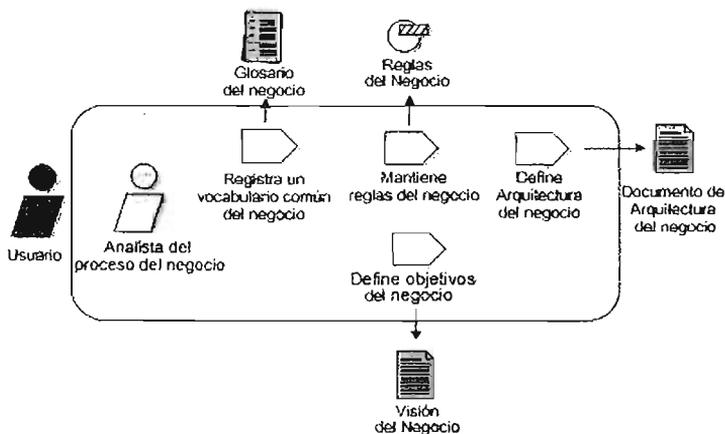 Glosario
del negocio
Reglas
del Negocio
Registra un
vocabulario común
del negocio
Mantiene
reglas del negocio
Define
Arquitectura
del negocio
Documento de
Arquitectura
del negocio
Usuario
Analista del
proceso del negocio
Define objetivos
del negocio
Visión
del Negocio